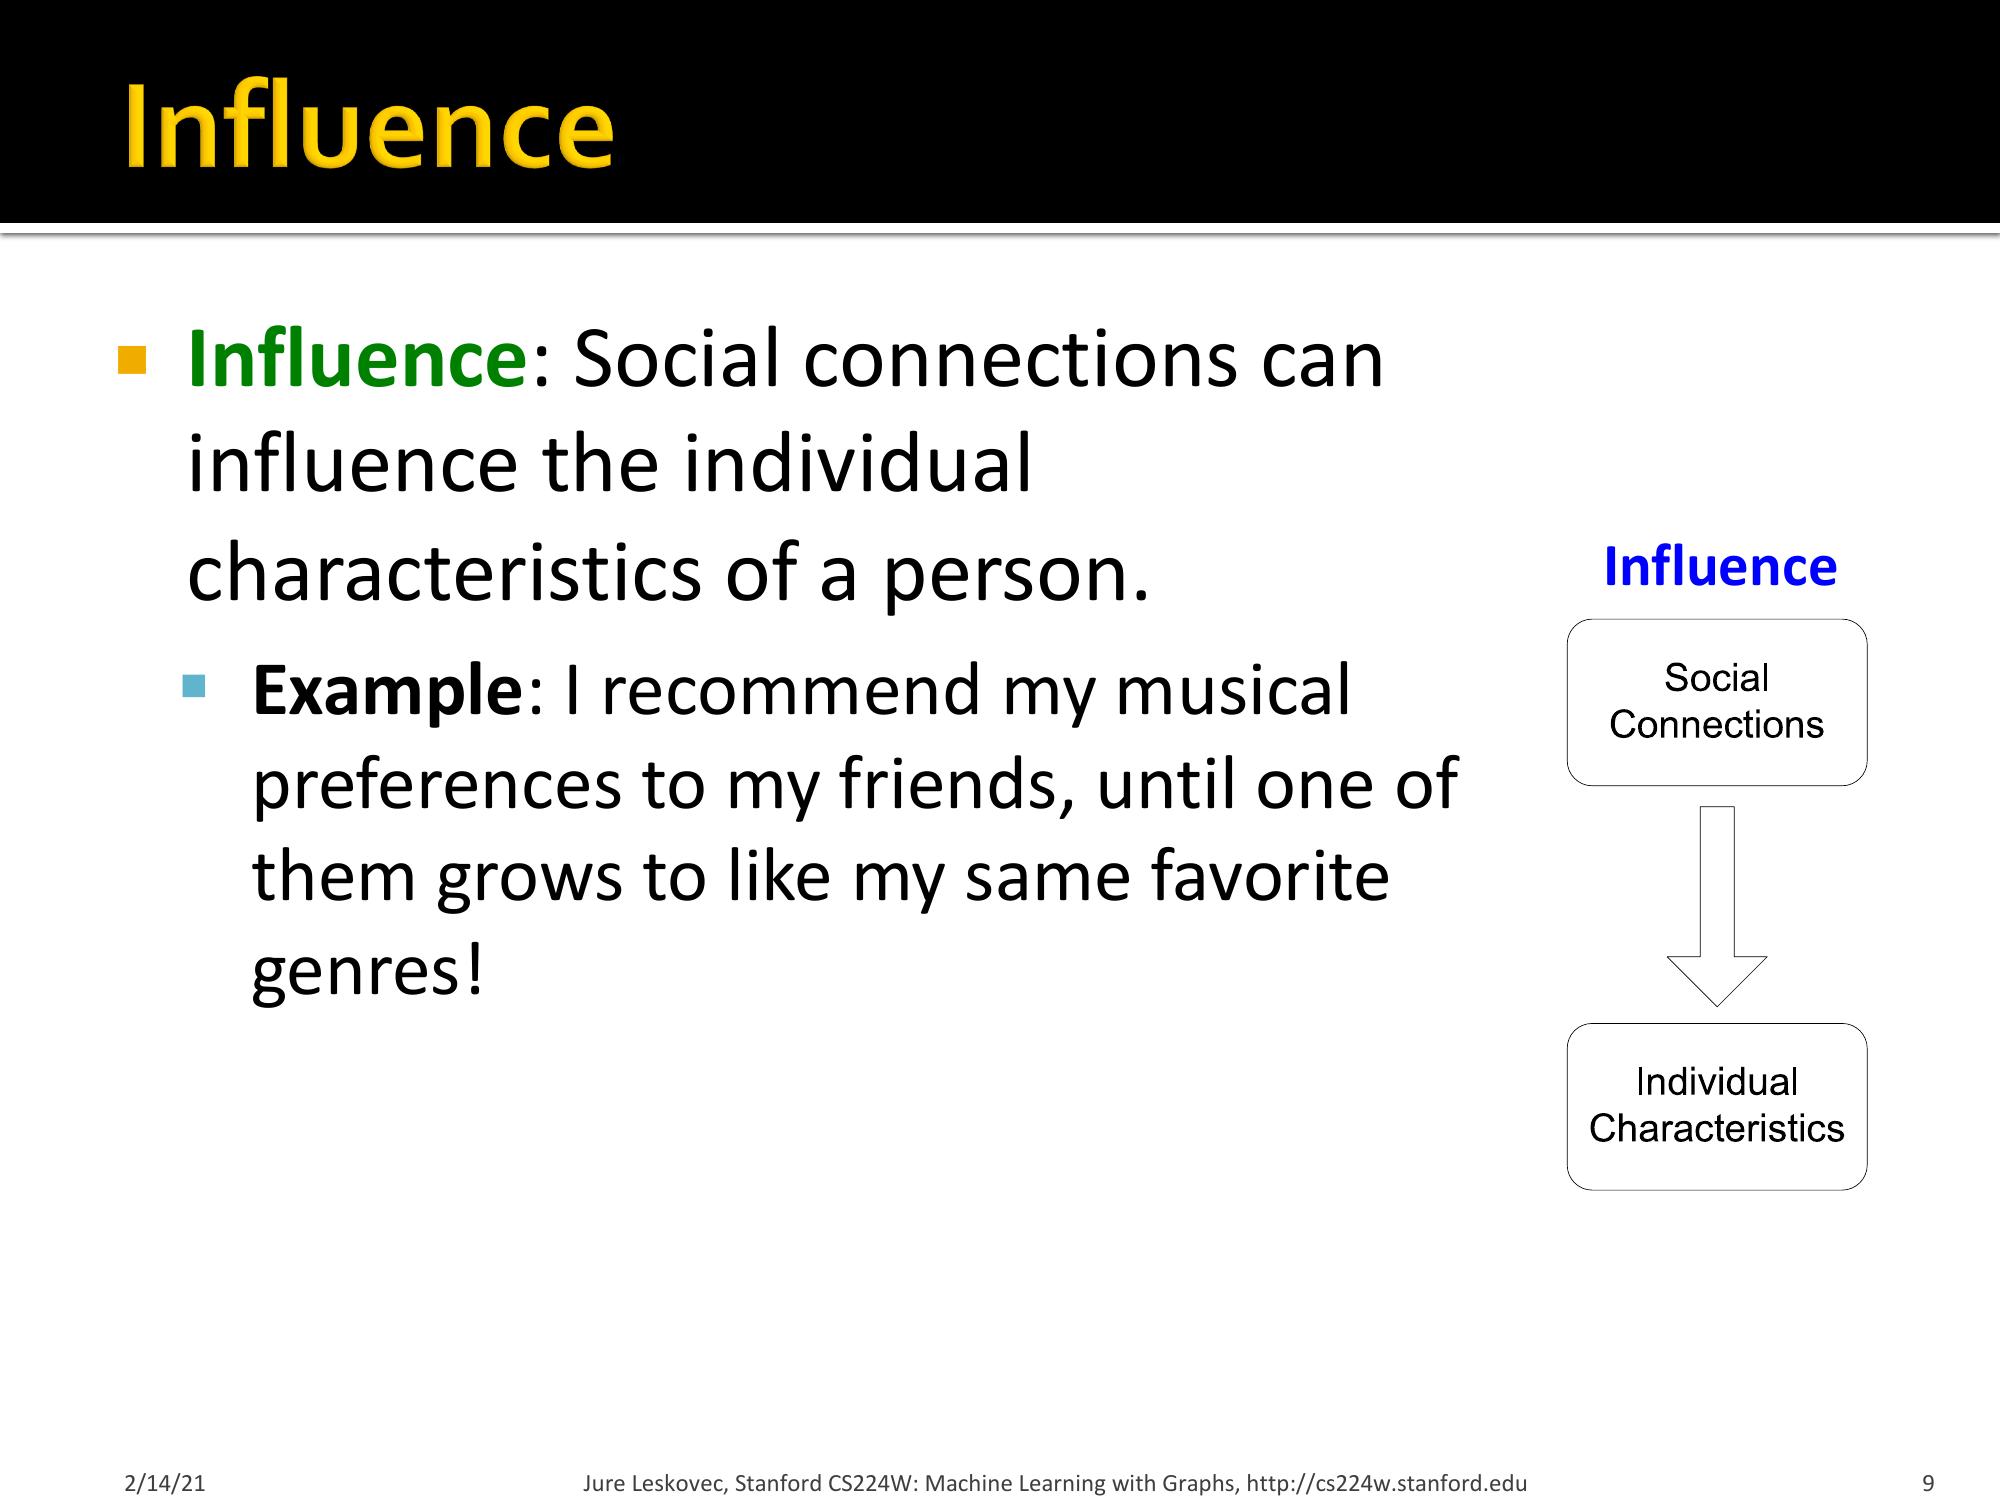 Influence
Influence: Social connections can
influence the individual
characteristics of a person.
Example: I recommend my musical
preferences to my friends, until one of
them grows to like my same favorite
genres!
Influence
Social
Connections
Individual
Characteristics
2/14/21
Jure Leskovec, Stanford CS224W: Machine Learning with Graphs, http://cs224w.stanford.edu
9